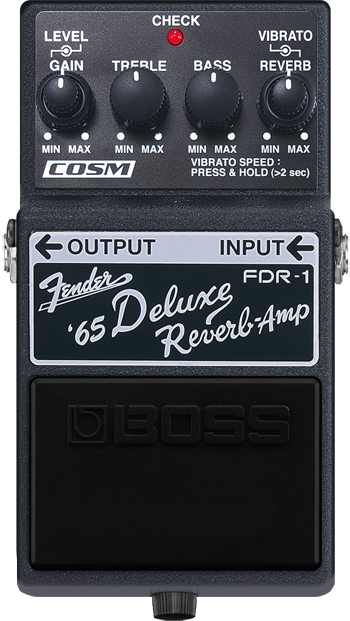 CHECK
LEVEL
VIBRATO
GAIN TREBLE BASS REVERB
MIN MAX MIN MAX MIN MAX MIN MAX
COSM
VIBRATO SPEED :
PRESS & HOLD (>2 sec)
OUTPUT INPUT
Fender FDR-1
'65 Deluxe
Reverb-Amp
BOSS